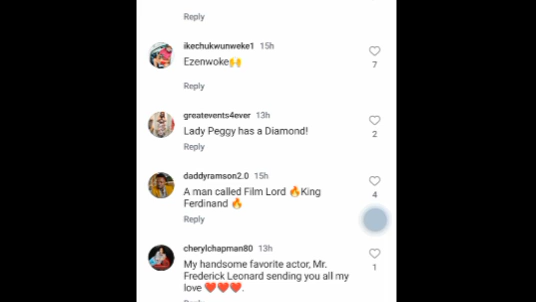 Reply
ikechukwunweke1 15h
Ezenwoke🙌
7
Reply
greatevents4ever 13h
Lady Peggy has a Diamond!
2
Reply
daddyramson2.0 15h
A man called Film Lord 🔥King
Ferdinand 🔥
4
Reply
cherylchapman80 13h
My handsome favorite actor, Mr.
Frederick Leonard sending you all my
love ❤️❤️❤️.
1